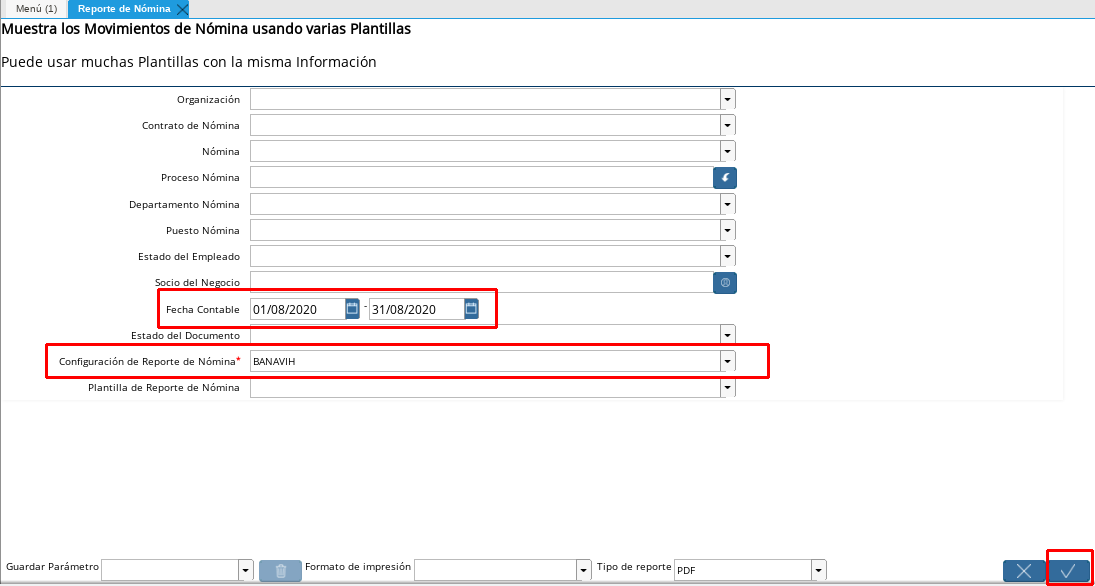 Menú (1) Reporte de Nómina
Muestra los Movimientos de Nómina usando varias Plantillas
Puede usar muchas Plantillas con la misma Información
Organización
Contrato de Nómina
Nómina
Proceso Nómina
Departamento Nómina
Puesto Nómina
Estado del Empleado
Socio del Negocio
Fecha Contable 01/08/2020 - 31/08/2020
Estado del Documento
Configuración de Reporte de Nómina* BANAVIH
Plantilla de Reporte de Nómina
Guardar Parámetro Formato de impresión Tipo de reporte PDF